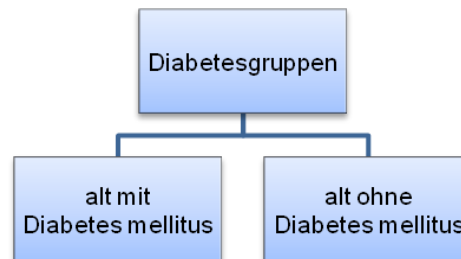 Diabetesgruppen
alt mit
Diabetes mellitus
alt ohne
Diabetes mellitus